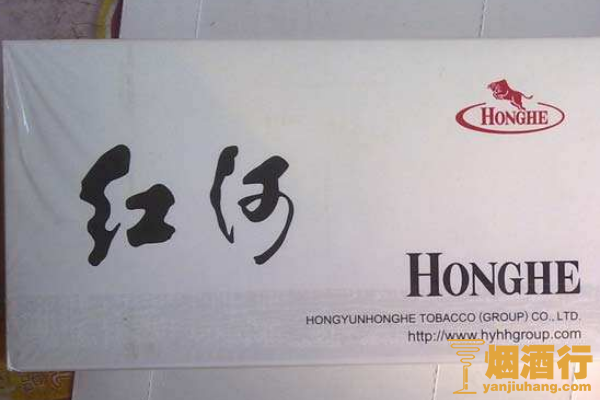 HONGHE
红河
HONGHE
HONGYUNHONGHE TOBACCO (GROUP) CO., LTD.
http://www.hyhhgroup.com
烟酒行
yanjiuhang.com